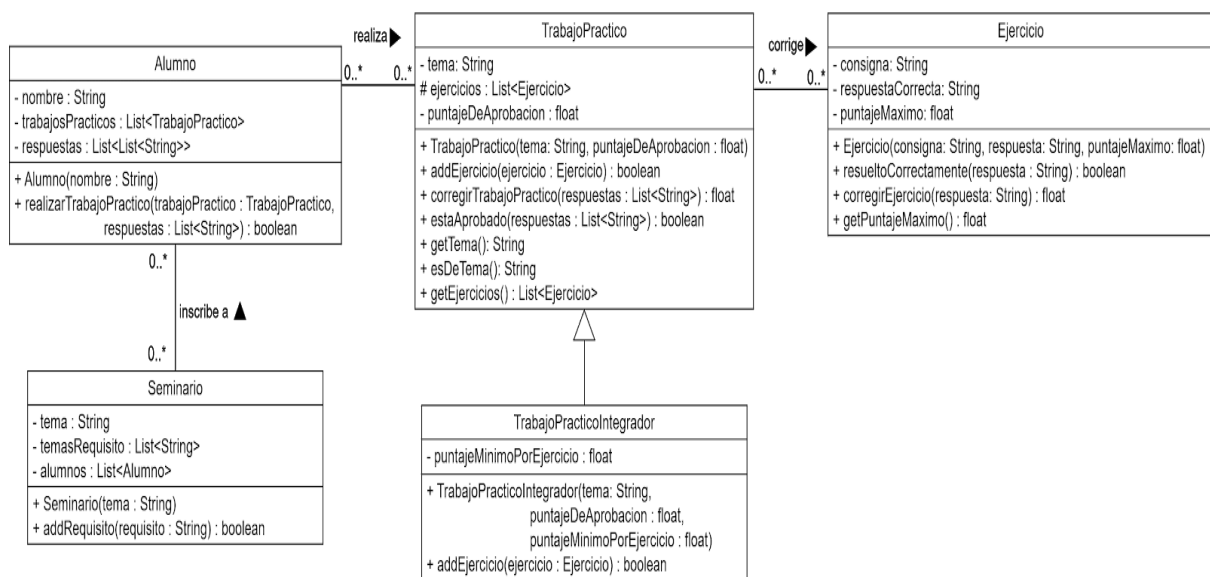 realiza
Alumno
- nombre : String
- trabajosPracticos : List<TrabajoPractico>
- respuestas : List<List<String>>
+ Alumno(nombre : String)
+ realizarTrabajoPractico(trabajoPractico : TrabajoPractico,
respuestas : List<String>) : boolean
0..*
0..*
TrabajoPractico
- tema: String
# ejercicios : List<Ejercicio>
- puntajeDeAprobacion : float
+ TrabajoPractico(tema: String, puntajeDeAprobacion : float)
+ addEjercicio(ejercicio : Ejercicio) : boolean
+ corregirTrabajoPractico(respuestas : List<String>) : float
+ estaAprobado(respuestas : List<String>) : boolean
+ getTema(): String
+ esDeTema(): String
+ getEjercicios() : List<Ejercicio>
corrige
0..*
0..*
Ejercicio
- consigna: String
- respuestaCorrecta: String
- puntajeMaximo: float
+ Ejercicio(consigna: String, respuesta: String, puntajeMaximo: float)
+ resueltoCorrectamente(respuesta : String) : boolean
+ corregirEjercicio(respuesta: String) : float
+ getPuntajeMaximo() : float
0..*
inscribe a
0..*
Seminario
- tema : String
- temasRequisito : List<String>
- alumnos : List<Alumno>
+ Seminario(tema : String)
+ addRequisito(requisito : String) : boolean
TrabajoPracticoIntegrador
- puntajeMinimoPorEjercicio : float
+ TrabajoPracticoIntegrador(tema: String,
puntajeDeAprobacion : float,
puntajeMinimoPorEjercicio : float)
+ addEjercicio(ejercicio : Ejercicio) : boolean